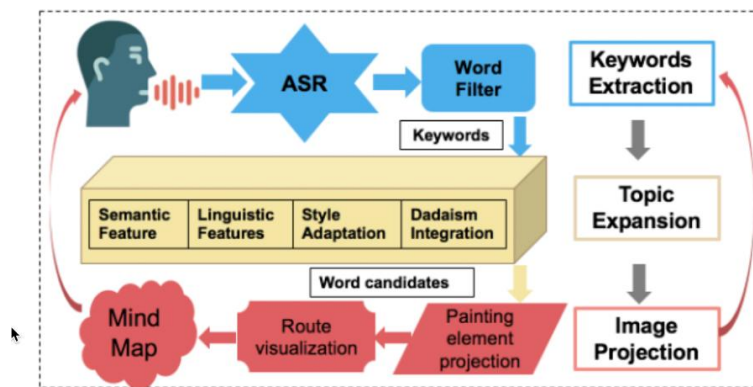 ASR
Word
Filter
Keywords
Extraction
Keywords
Semantic
Feature
Linguistic
Features
Style
Adaptation
Dadaism
Integration
Topic
Expansion
Word candidates
Mind
Map
Route
visualization
Painting
element
projection
Image
Projection